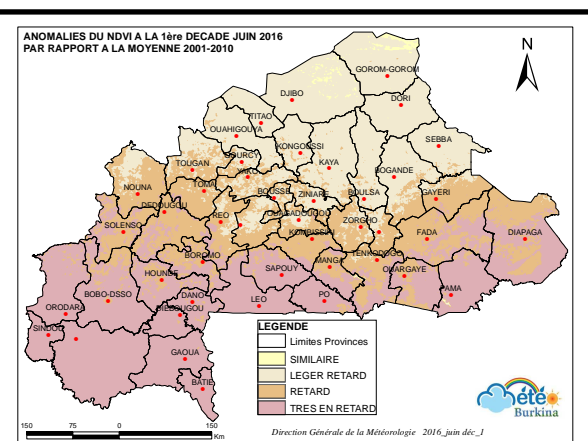 ANOMALIES DU NDVI A LA 1ère DECADE JUIN 2016
PAR RAPPORT A LA MOYENNE 2001-2010
N
GOROM-GOROM
DJIBO
DORI
TITAO
OUAHIGOUYA
SEBBA
KONGOUSSI
GOURCY
TOUGAN
KAYA
YAKO
BOGANDE
TOMA
NOUNA
BOUSSE
ZINIARE
BOULSA
GAYERI
DEDOUGOU
REO
OUAGADOUGOU
ZORGHO
SOLENSO
KOMBISSIRI
FADA
DIAPAGA
BOROMO
TENKODOGO
MANGA
HOUNDE
SAPOUY
OUARGAYE
BOBO-DSSO
DANO
LEO
PO
PAMA
ORODARA
DIEBOUGOU
SINDOU
GAOUA
BATIE
LEGENDE
Limites Provinces
SIMILAIRE
LEGER RETARD
RETARD
TRES EN RETARD
150 75 0 150
Km
Direction Générale de la Météorologie 2016_juin déc_1
météo
Burkina